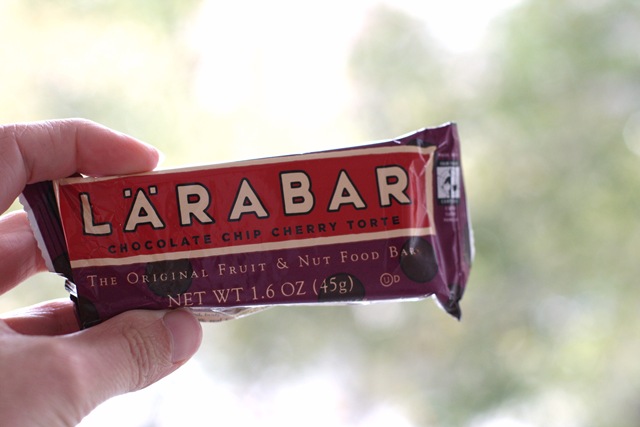 LÄRABAR
CHOCOLATE CHIP CHERRY TORTE
THE ORIGINAL FRUIT & NUT FOOD BAR
NET WT 1.6 OZ (45g)
U D